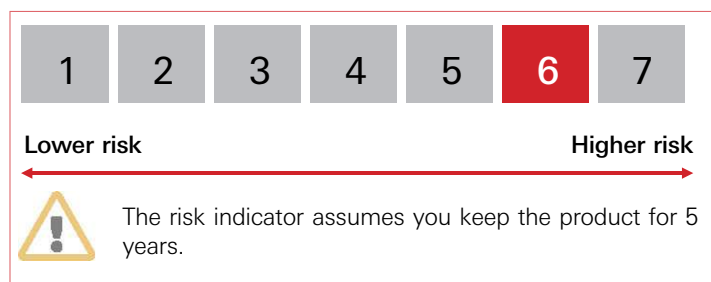 1 2 3 4 5 6 7
Lower risk Higher risk
The risk indicator assumes you keep the product for 5
years.